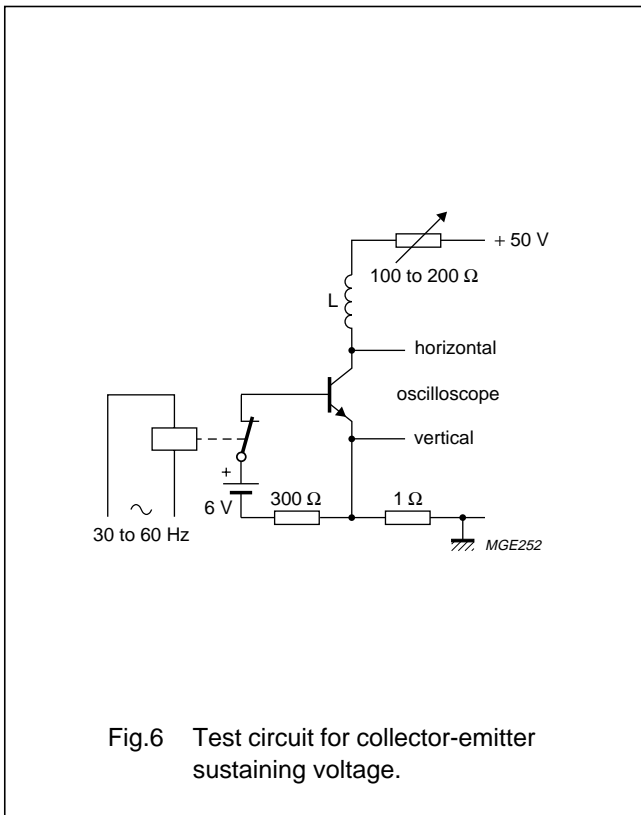 + 50 V
100 to 200 Ω
L
horizontal
oscilloscope
vertical
+
6 V
300 Ω
1 Ω
30 to 60 Hz
MGE252
Fig.6 Test circuit for collector-emitter
sustaining voltage.